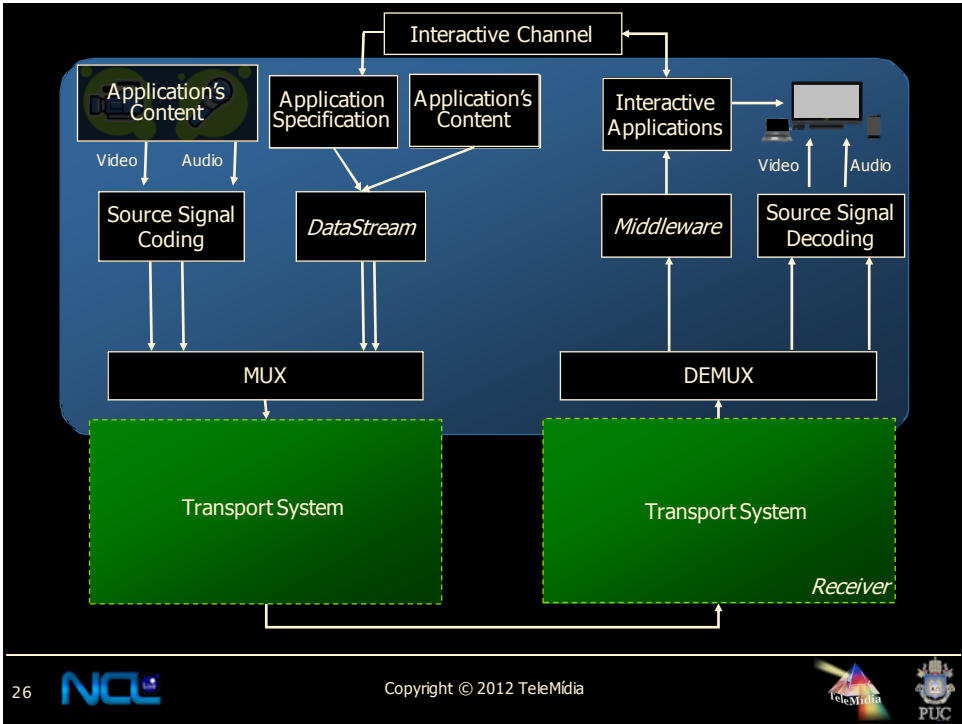 Interactive Channel
Application's
Content
Application
Specification
Application's
Content
Interactive
Applications
Video
Audio
Video
Audio
Source Signal
Coding
DataStream
Middleware
Source Signal
Decoding
MUX
DEMUX
Transport System
Transport System
Receiver
26
NCL
Copyright © 2012 TeleMídia
TeleMídia
PUC